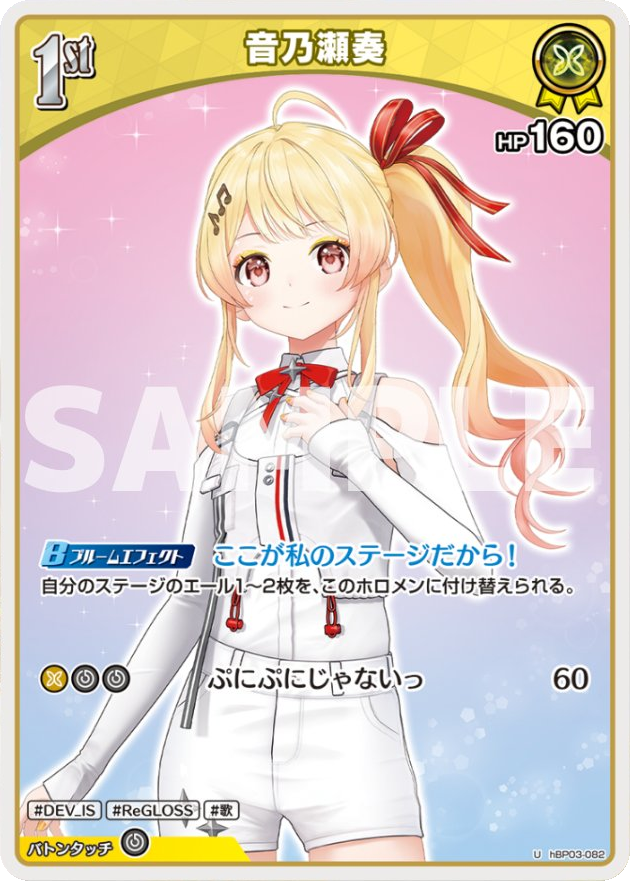 1st
音乃瀬奏
HP160
SAMPLE
Bブルームエフェクト ここが私のステージだから!
自分のステージのエール1~2枚を、このホロメンに付け替えられる。
ぷにぷにじゃないっ 60
#DEV_IS #ReGLOSS #歌
バトンタッチ
U hBP03-082